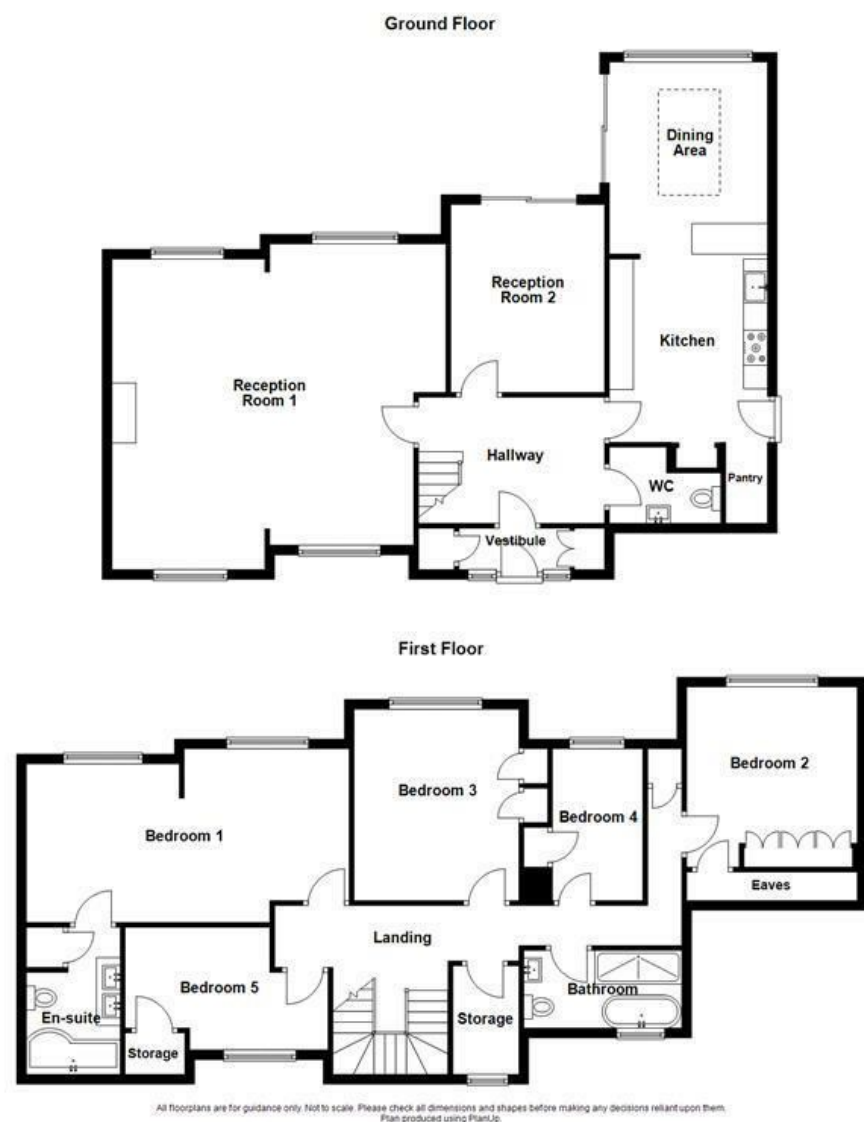 Ground Floor
Dining
Area
Reception
Room 2
Kitchen
Reception
Room 1
Hallway
WC
Pantry
Vestibule
First Floor
Bedroom 2
Bedroom 3
Bedroom 4
Bedroom 1
Eaves
Landing
Bedroom 5
Bathroom
En-suite
Storage
Storage
All floorplans are for guidance only. Not to scale. Please check all dimensions and shapes before making any decisions reliant upon them.
Plan produced using PlanUp.